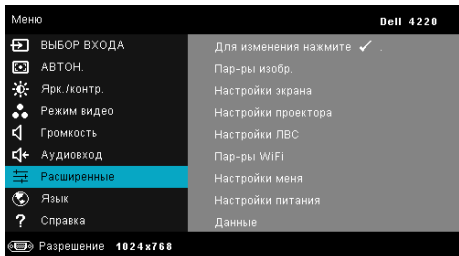 Меню Dell 4220
ВЫБОР ВХОДА
АВТОН.
Ярк./контр.
Режим видео
Громкость
Аудиовход
Расширенные
Язык
Справка
Для изменения нажмите ✓ .
Пар-ры изобр.
Настройки экрана
Настройки проектора
Настройки ЛВС
Пар-ры WiFi
Настройки меня
Настройки питания
Данные
Разрешение 1024x768